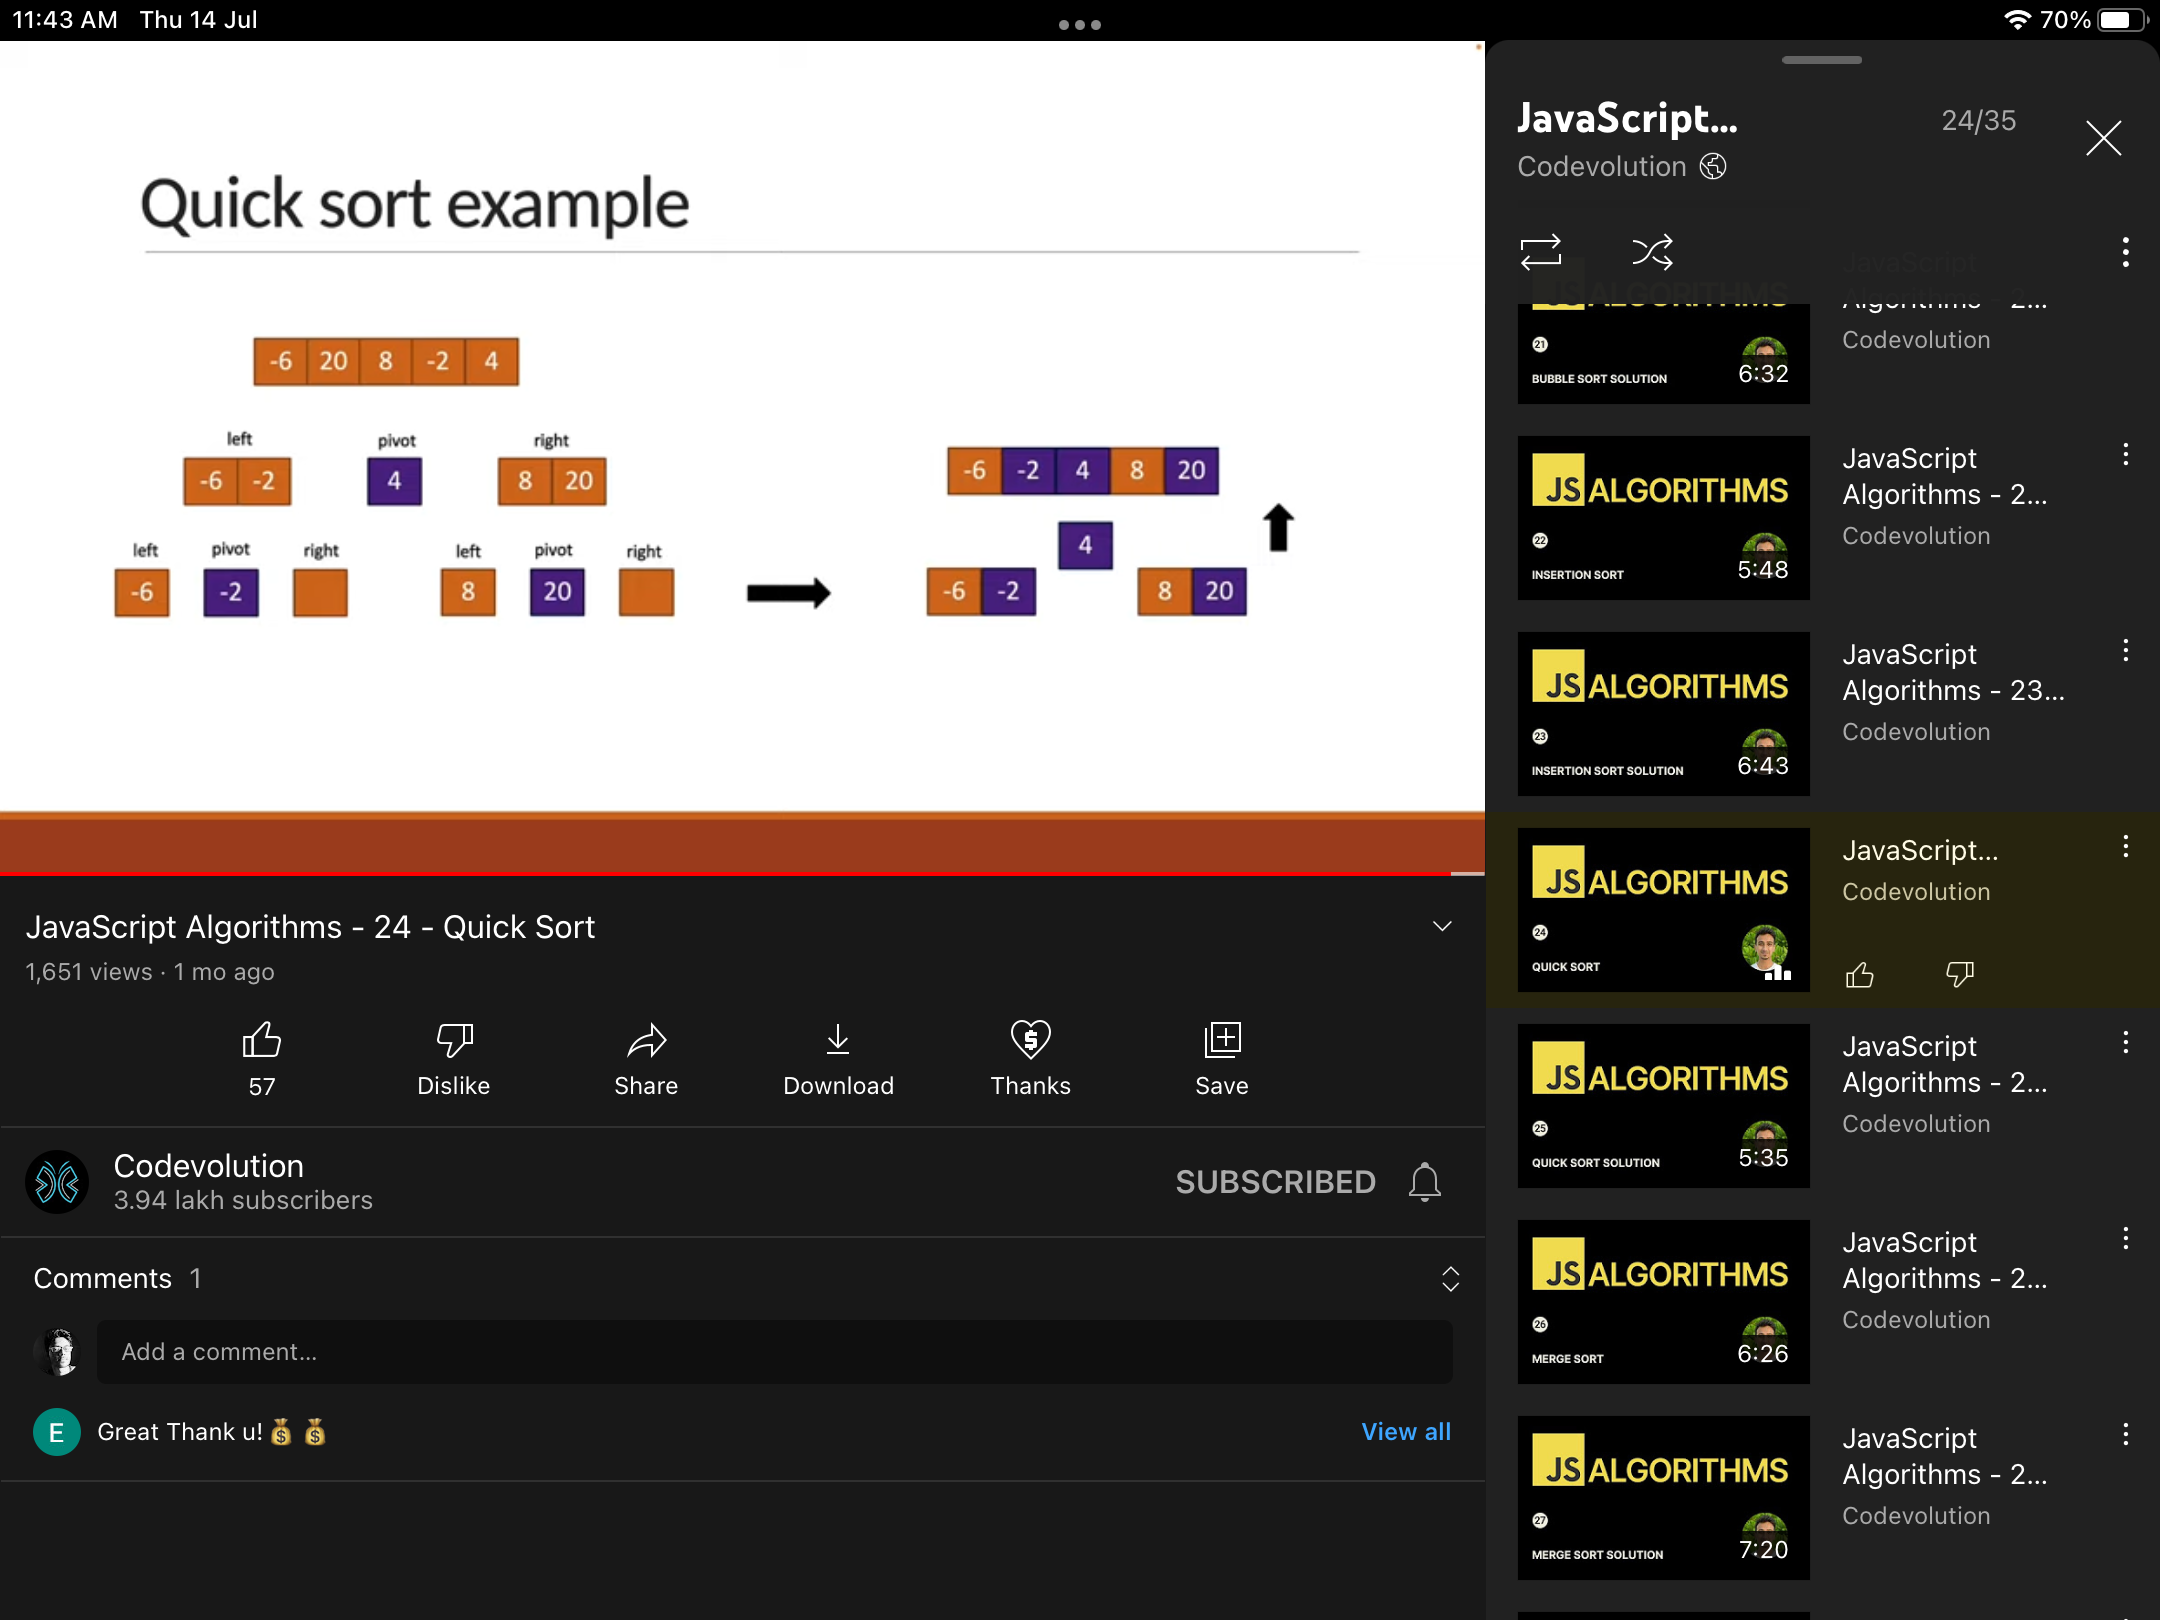 11:43 AM Thu 14 Jul
70%
Quick sort example
-6 20 8 -2 4
left pivot right
-6 -2 4 8 20
left pivot right left pivot right
-6 -2 8 20
-6 -2 4 8 20
4
-6 -2 8 20
JavaScript Algorithms - 24 - Quick Sort
1,651 views · 1 mo ago
57 Dislike Share Download Thanks Save
Codevolution
3.94 lakh subscribers
SUBSCRIBED
Comments 1
Add a comment...
E Great Thank u!💰 💰
View all
JavaScript... 24/35
Codevolution
JavaScript
Algorithms - 2...
Codevolution
JS ALGORITHMS
21
BUBBLE SORT SOLUTION
6:32
JS ALGORITHMS
22
INSERTION SORT
5:48
JavaScript
Algorithms - 2...
Codevolution
JS ALGORITHMS
23
INSERTION SORT SOLUTION
6:43
JavaScript
Algorithms - 23...
Codevolution
JS ALGORITHMS
24
QUICK SORT
JavaScript...
Codevolution
JS ALGORITHMS
25
QUICK SORT SOLUTION
5:35
JavaScript
Algorithms - 2...
Codevolution
JS ALGORITHMS
26
MERGE SORT
6:26
JavaScript
Algorithms - 2...
Codevolution
JS ALGORITHMS
27
MERGE SORT SOLUTION
7:20
JavaScript
Algorithms - 2...
Codevolution